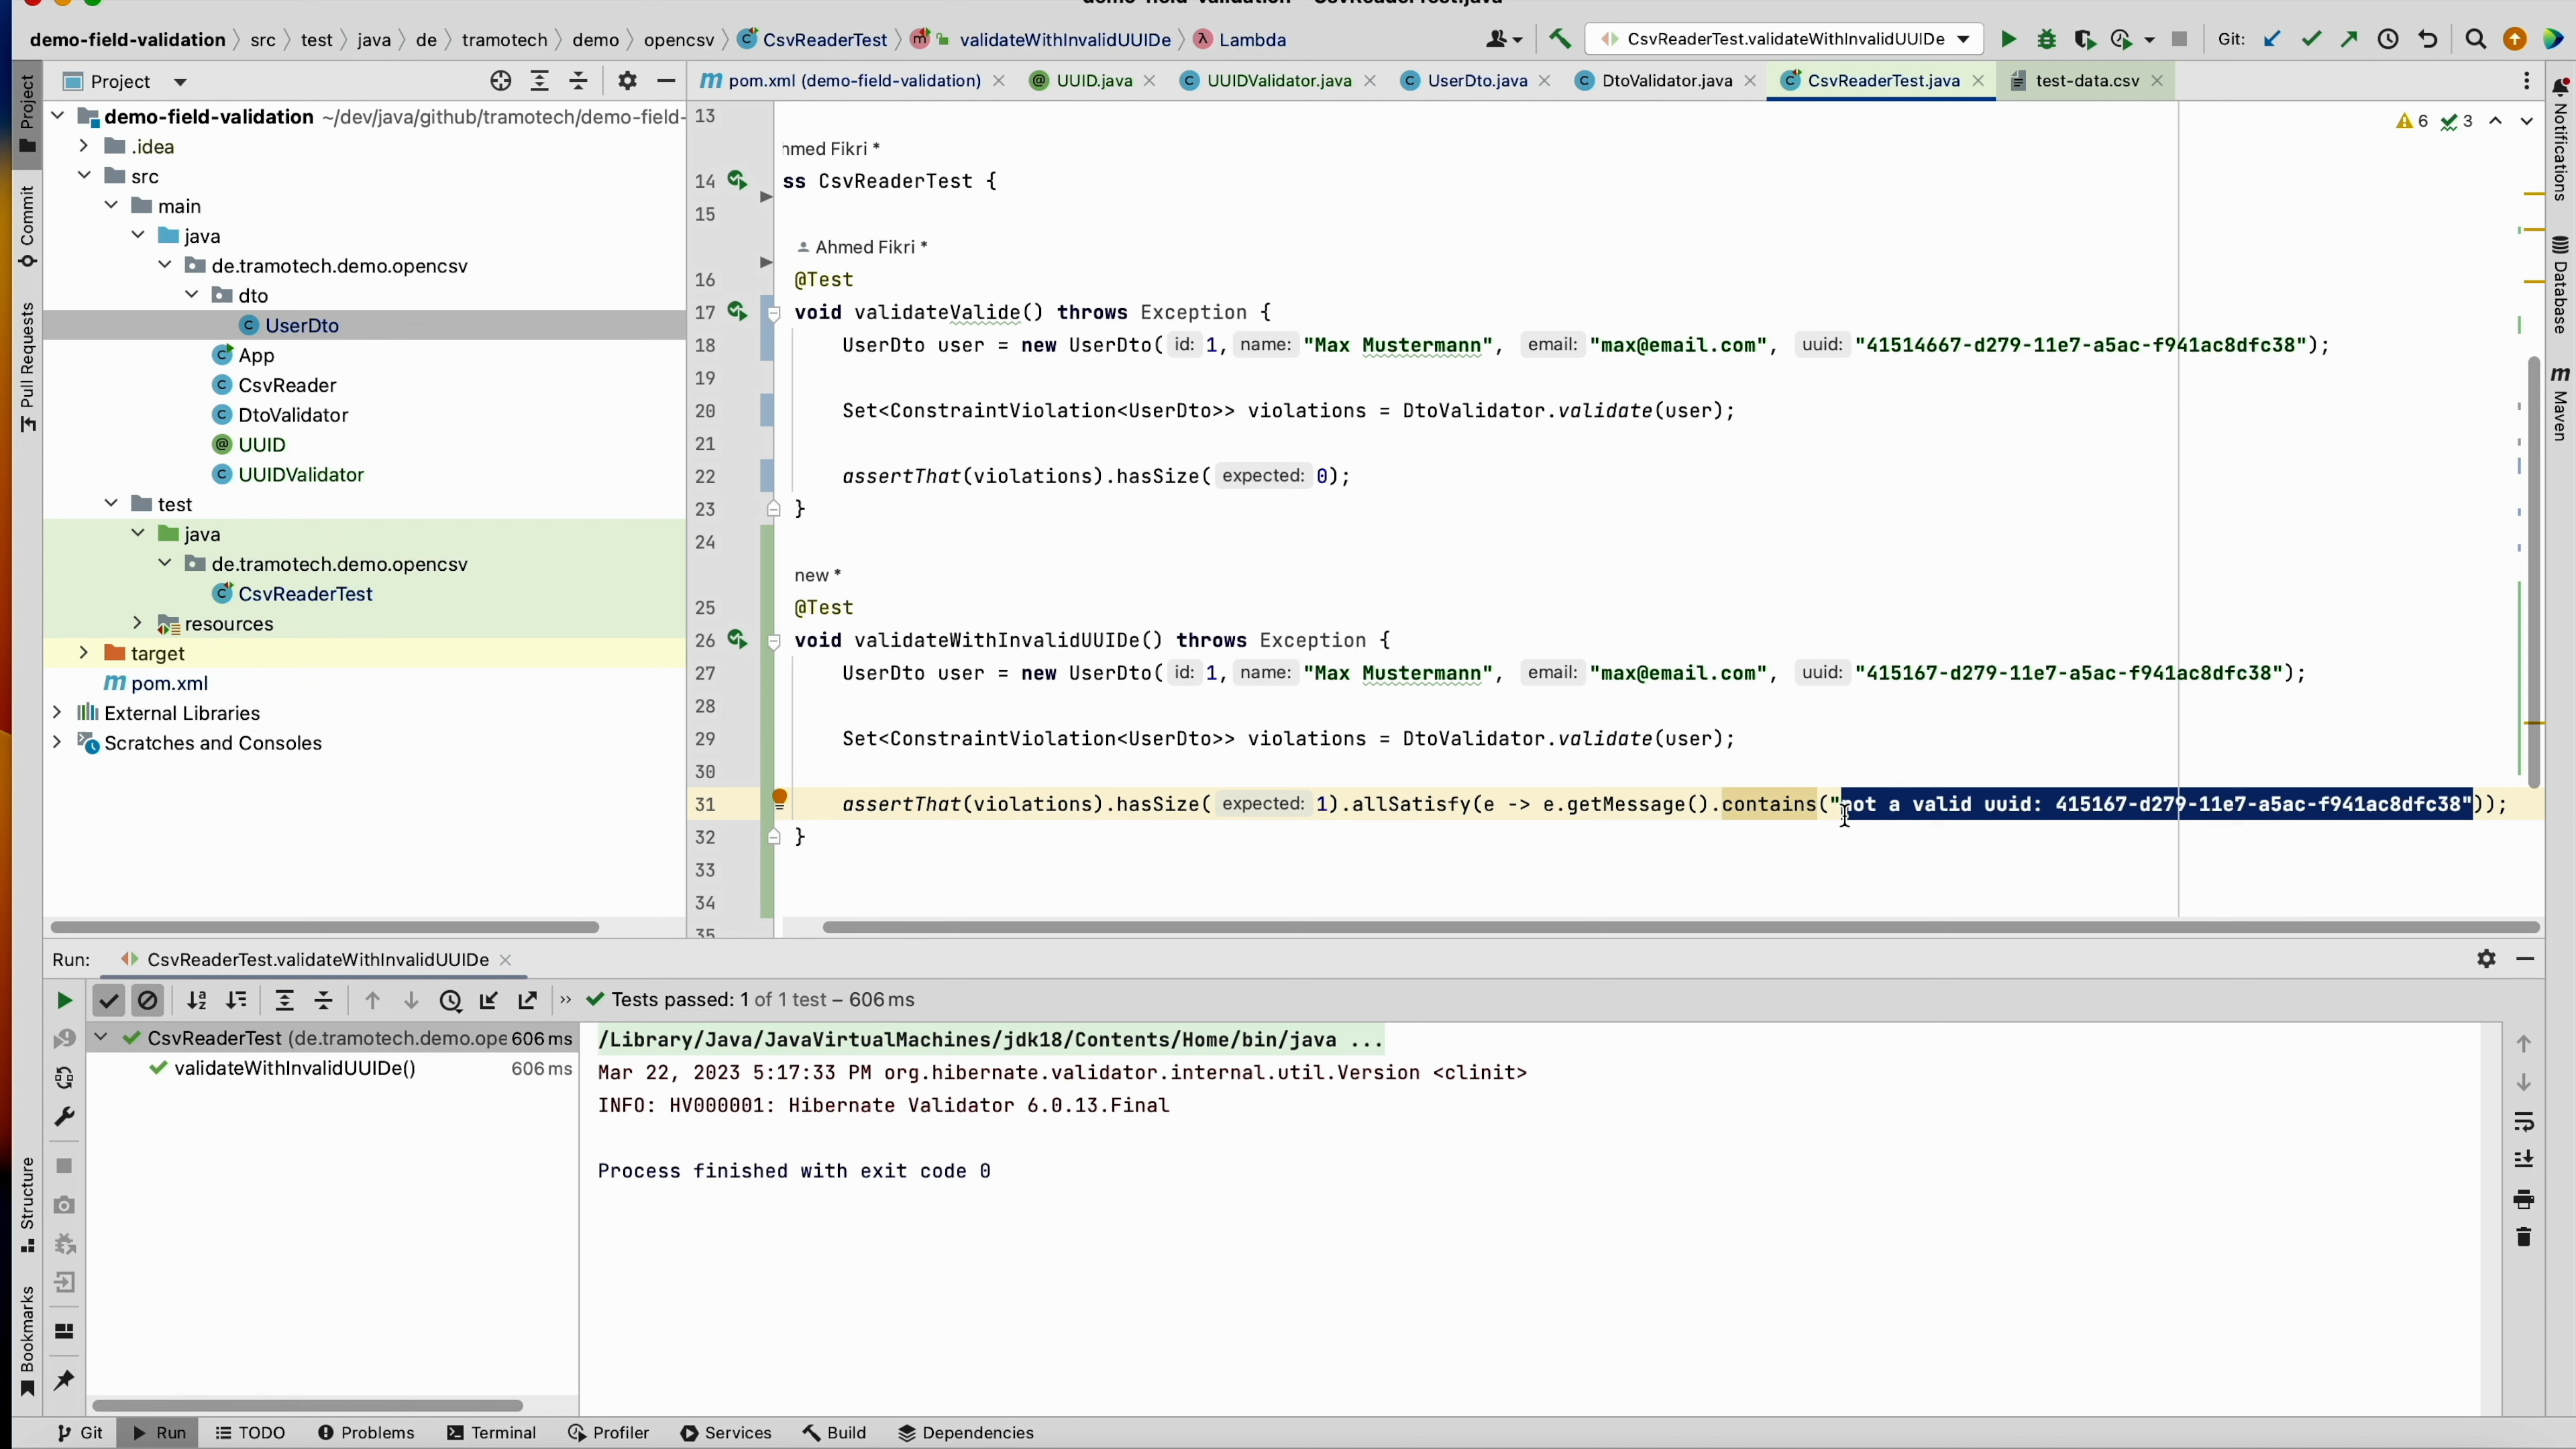 demo-field-validation – CsvReaderTest.java
demo-field-validation 〉 src 〉 test 〉 java 〉 de 〉 tramotech 〉 demo 〉 opencsv 〉 CsvReaderTest 〉 validateWithInvalidUUIDe 〉 Lambda
CsvReaderTest.validateWithInvalidUUIDe
Git:
Project
pom.xml (demo-field-validation)
UUID.java
UUIDValidator.java
UserDto.java
DtoValidator.java
CsvReaderTest.java
test-data.csv
Project
Commit
Pull Requests
Structure
Bookmarks
Notifications
Database
Maven
demo-field-validation ~/dev/java/github/tramotech/demo-field-
.idea
src
main
java
de.tramotech.demo.opencsv
dto
UserDto
App
CsvReader
DtoValidator
UUID
UUIDValidator
test
java
de.tramotech.demo.opencsv
CsvReaderTest
resources
target
pom.xml
External Libraries
Scratches and Consoles
6 3
13
hmed Fikri *
14 ss CsvReaderTest {
15
Ahmed Fikri *
16 @Test
17 void validateValide() throws Exception {
18 UserDto user = new UserDto( id: 1, name: "Max Mustermann", email: "max@email.com", uuid: "41514667-d279-11e7-a5ac-f941ac8dfc38");
19
20 Set<ConstraintViolation<UserDto>> violations = DtoValidator.validate(user);
21
22 assertThat(violations).hasSize( expected: 0);
23 }
24
new *
25 @Test
26 void validateWithInvalidUUIDe() throws Exception {
27 UserDto user = new UserDto( id: 1, name: "Max Mustermann", email: "max@email.com", uuid: "415167-d279-11e7-a5ac-f941ac8dfc38");
28
29 Set<ConstraintViolation<UserDto>> violations = DtoValidator.validate(user);
30
31 assertThat(violations).hasSize( expected: 1).allSatisfy(e -> e.getMessage().contains("not a valid uuid: 415167-d279-11e7-a5ac-f941ac8dfc38"));
32 }
33
34
35
Run: CsvReaderTest.validateWithInvalidUUIDe
Tests passed: 1 of 1 test – 606 ms
CsvReaderTest (de.tramotech.demo.ope 606 ms
validateWithInvalidUUIDe() 606 ms
/Library/Java/JavaVirtualMachines/jdk18/Contents/Home/bin/java ...
Mar 22, 2023 5:17:33 PM org.hibernate.validator.internal.util.Version <clinit>
INFO: HV000001: Hibernate Validator 6.0.13.Final
Process finished with exit code 0
Git Run TODO Problems Terminal Profiler Services Build Dependencies